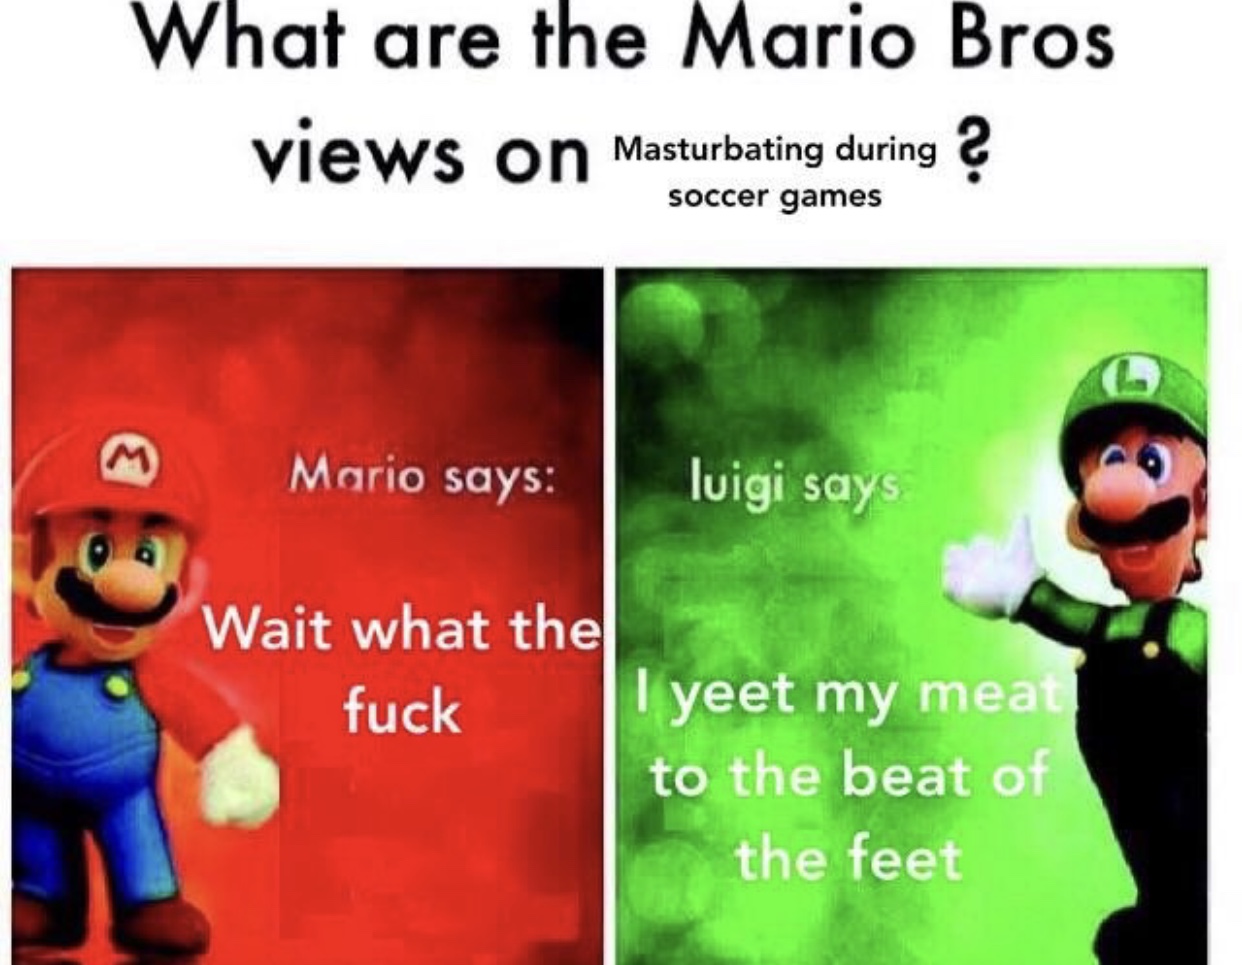 What are the Mario Bros
views on Masturbating during ?
soccer games
M
Mario says:
Wait what the
fuck
L
luigi says:
I yeet my meat
to the beat of
the feet